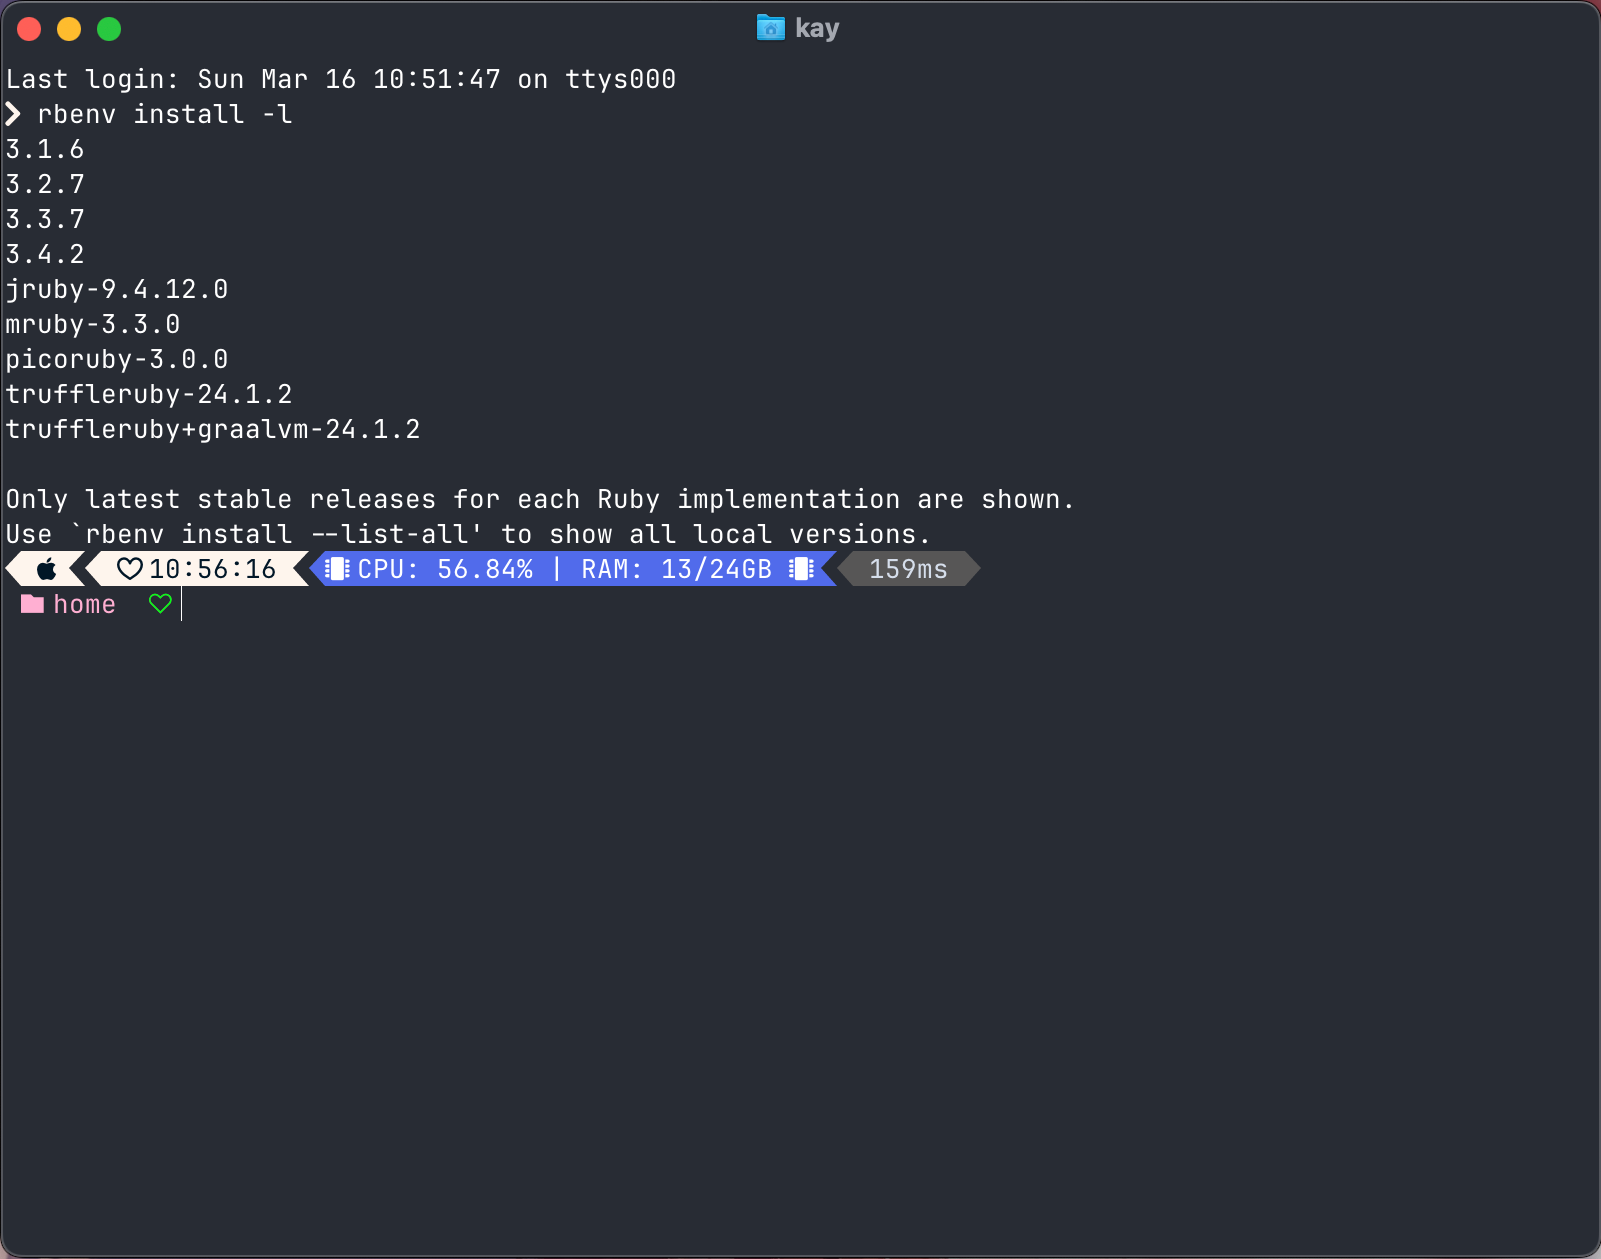 kay
Last login: Sun Mar 16 10:51:47 on ttys000
❯ rbenv install -l
3.1.6
3.2.7
3.3.7
3.4.2
jruby-9.4.12.0
mruby-3.3.0
picoruby-3.0.0
truffleruby-24.1.2
truffleruby+graalvm-24.1.2
Only latest stable releases for each Ruby implementation are shown.
Use `rbenv install --list-all' to show all local versions.
10:56:16 CPU: 56.84% | RAM: 13/24GB 159ms
home